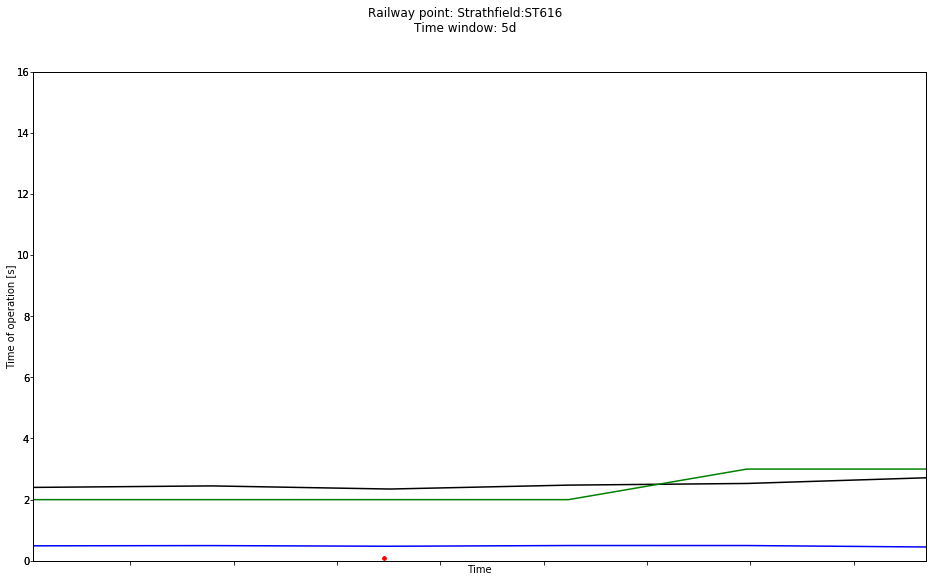 Railway point: Strathfield:ST616
Time window: 5d
16
14
12
10
8
6
4
2
0
Time of operation [s]
Time